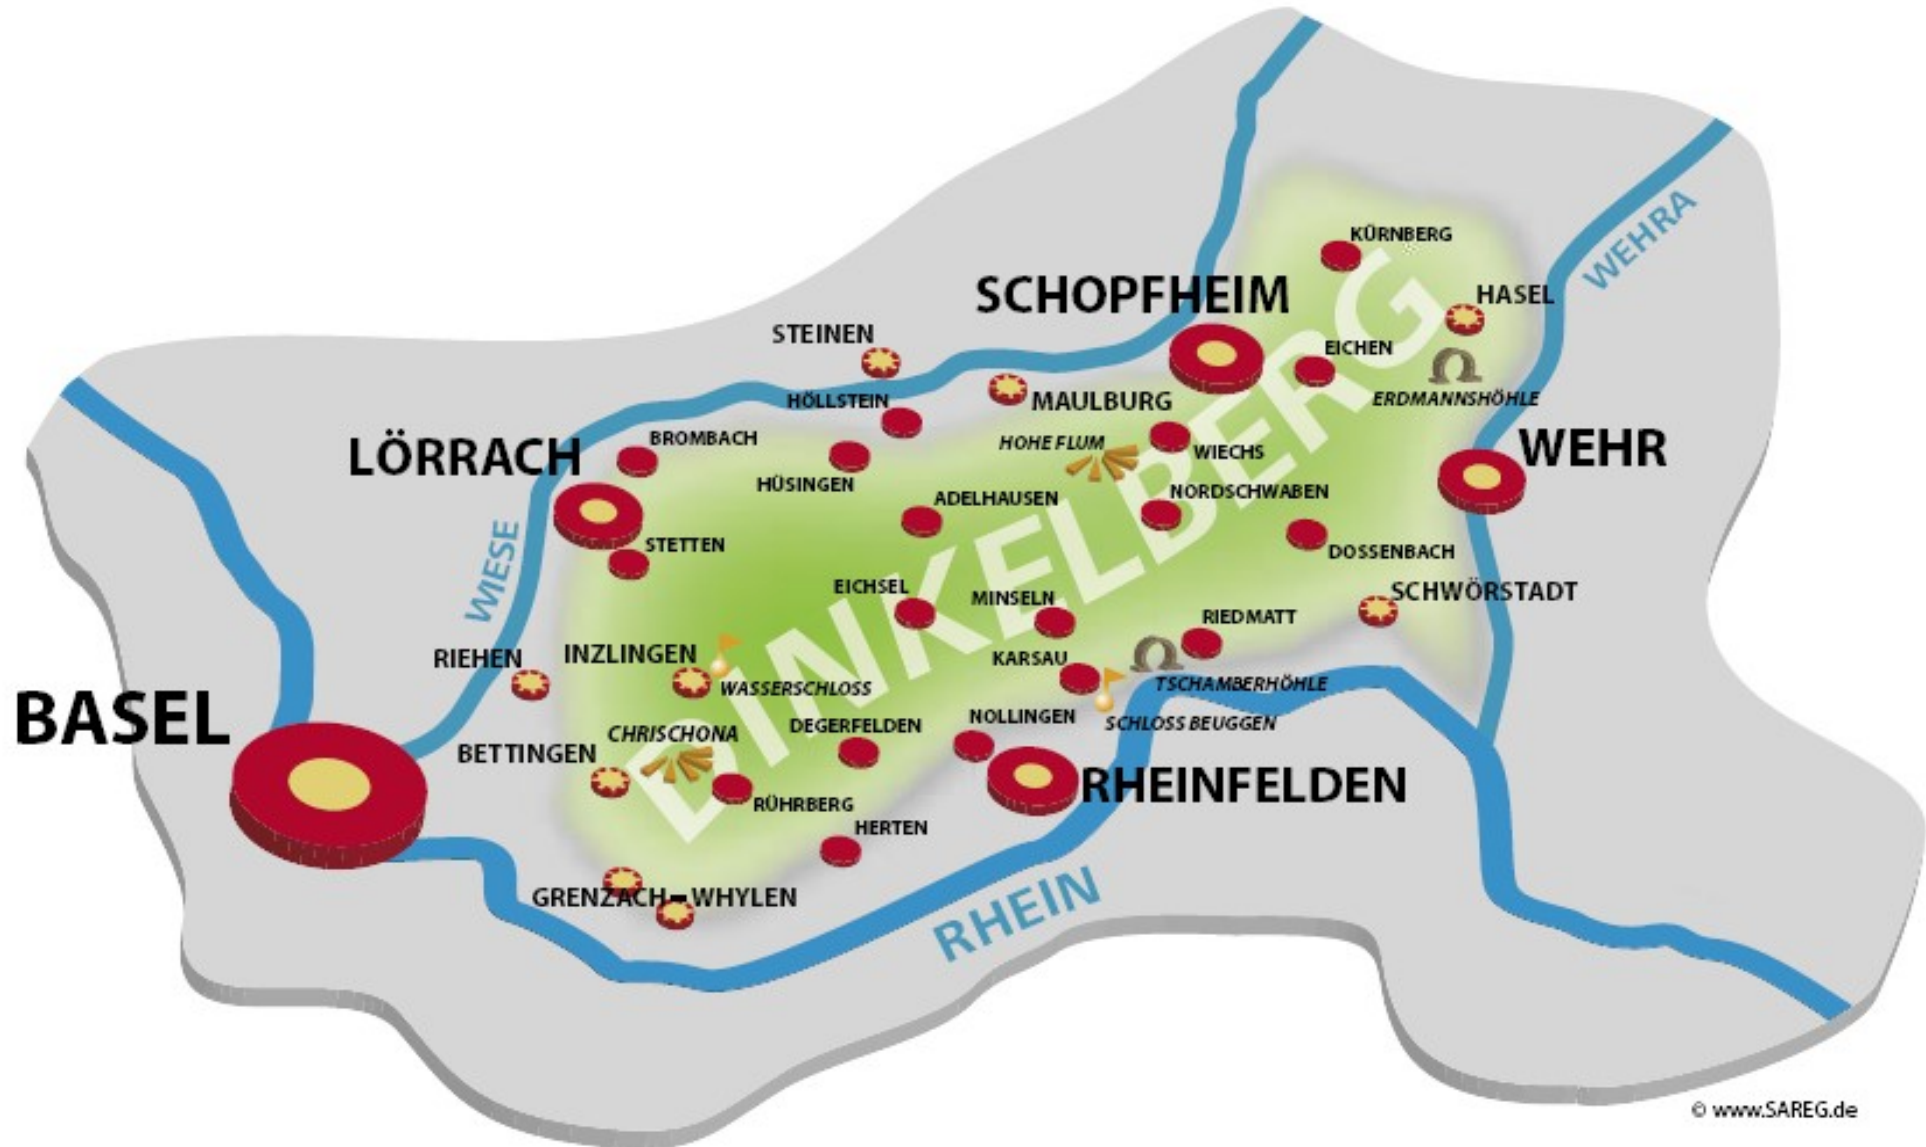 KÜRNBERG
WEHRA
HASEL
SCHOPFHEIM
STEINEN
EICHEN
HÖLLSTEIN
MAULBURG
ERDMANNSHÖHLE
BROMBACH
HOHE FLUM
LÖRRACH
WIECHS
WEHR
HÜSINGEN
ADELHAUSEN
NORDSCHWABEN
STETTEN
DOSSENBACH
WIESE
DINKELBERG
EICHSEL
MINSELN
SCHWÖRSTADT
RIEDMATT
RIEHEN
INZLINGEN
KARSAU
WASSERSCHLOSS
TSCHAMBERHÖHLE
BASEL
NOLLINGEN
SCHLOSS BEUGGEN
DEGERFELDEN
CHRISCHONA
BETTINGEN
RHEINFELDEN
RÜHRBERG
HERTEN
GRENZACH-WHYLEN
RHEIN
© www.SAREG.de